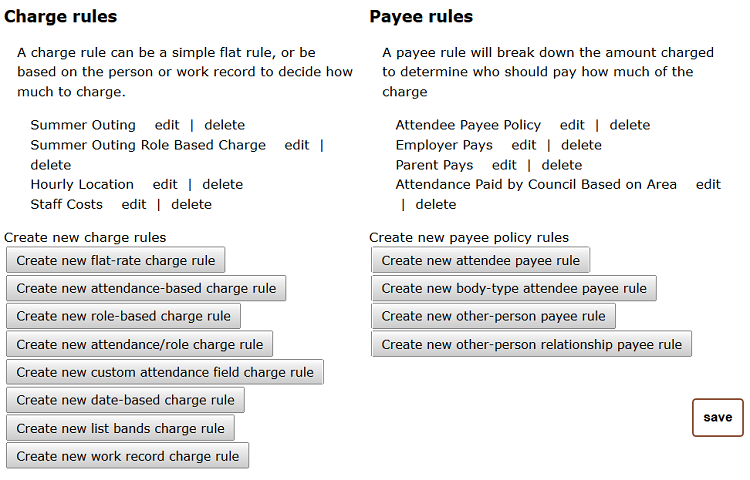 Charge rules
A charge rule can be a simple flat rule, or be
based on the person or work record to decide how
much to charge.
Summer Outing edit | delete
Summer Outing Role Based Charge edit |
delete
Hourly Location edit | delete
Staff Costs edit | delete
Create new charge rules
Create new flat-rate charge rule
Create new attendance-based charge rule
Create new role-based charge rule
Create new attendance/role charge rule
Create new custom attendance field charge rule
Create new date-based charge rule
Create new list bands charge rule
Create new work record charge rule
Payee rules
A payee rule will break down the amount charged
to determine who should pay how much of the
charge
Attendee Payee Policy edit | delete
Employer Pays edit | delete
Parent Pays edit | delete
Attendance Paid by Council Based on Area edit
| delete
Create new payee policy rules
Create new attendee payee rule
Create new body-type attendee payee rule
Create new other-person payee rule
Create new other-person relationship payee rule
save